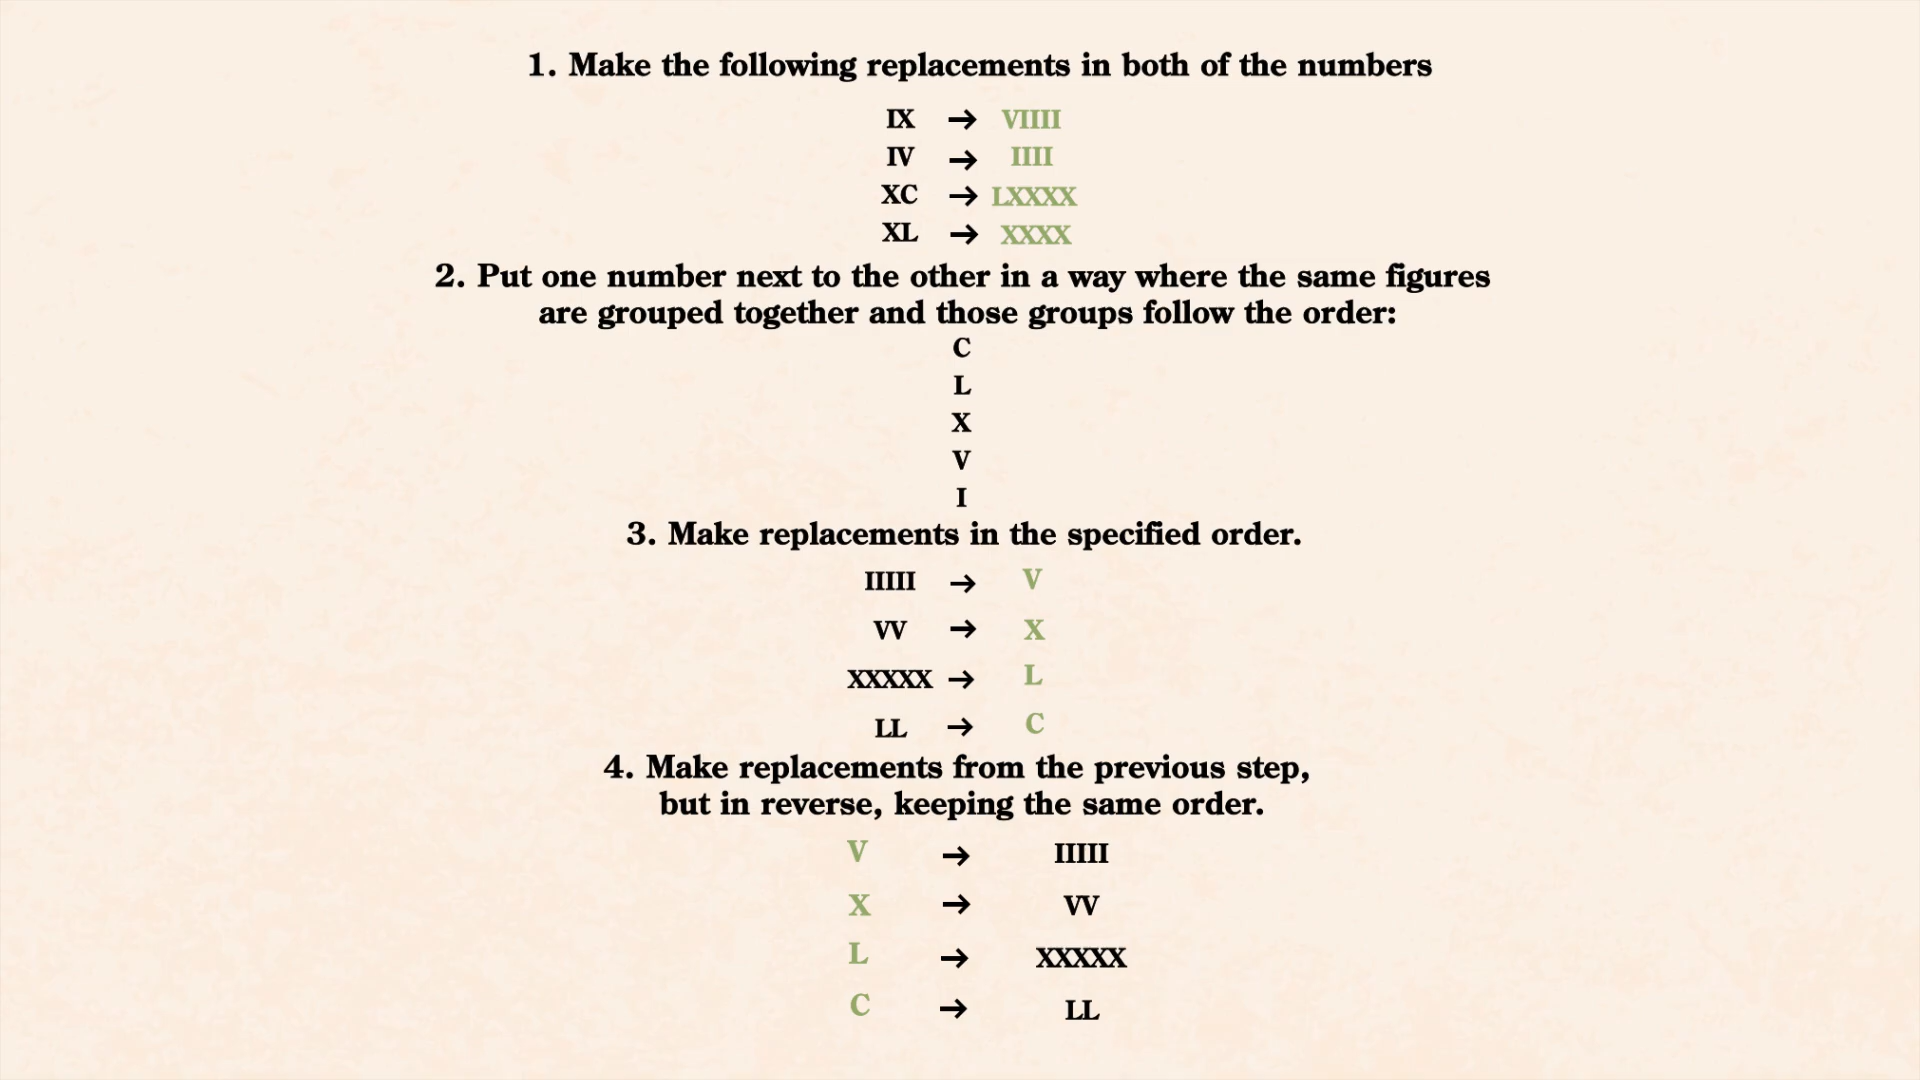 1. Make the following replacements in both of the numbers
IX → VIIII
IV → IIII
XC → LXXXX
XL → XXXX
2. Put one number next to the other in a way where the same figures
are grouped together and those groups follow the order:
C
L
X
V
I
3. Make replacements in the specified order.
IIIII → V
VV → X
XXXXX → L
LL → C
4. Make replacements from the previous step,
but in reverse, keeping the same order.
V → IIIII
X → VV
L → XXXXX
C → LL